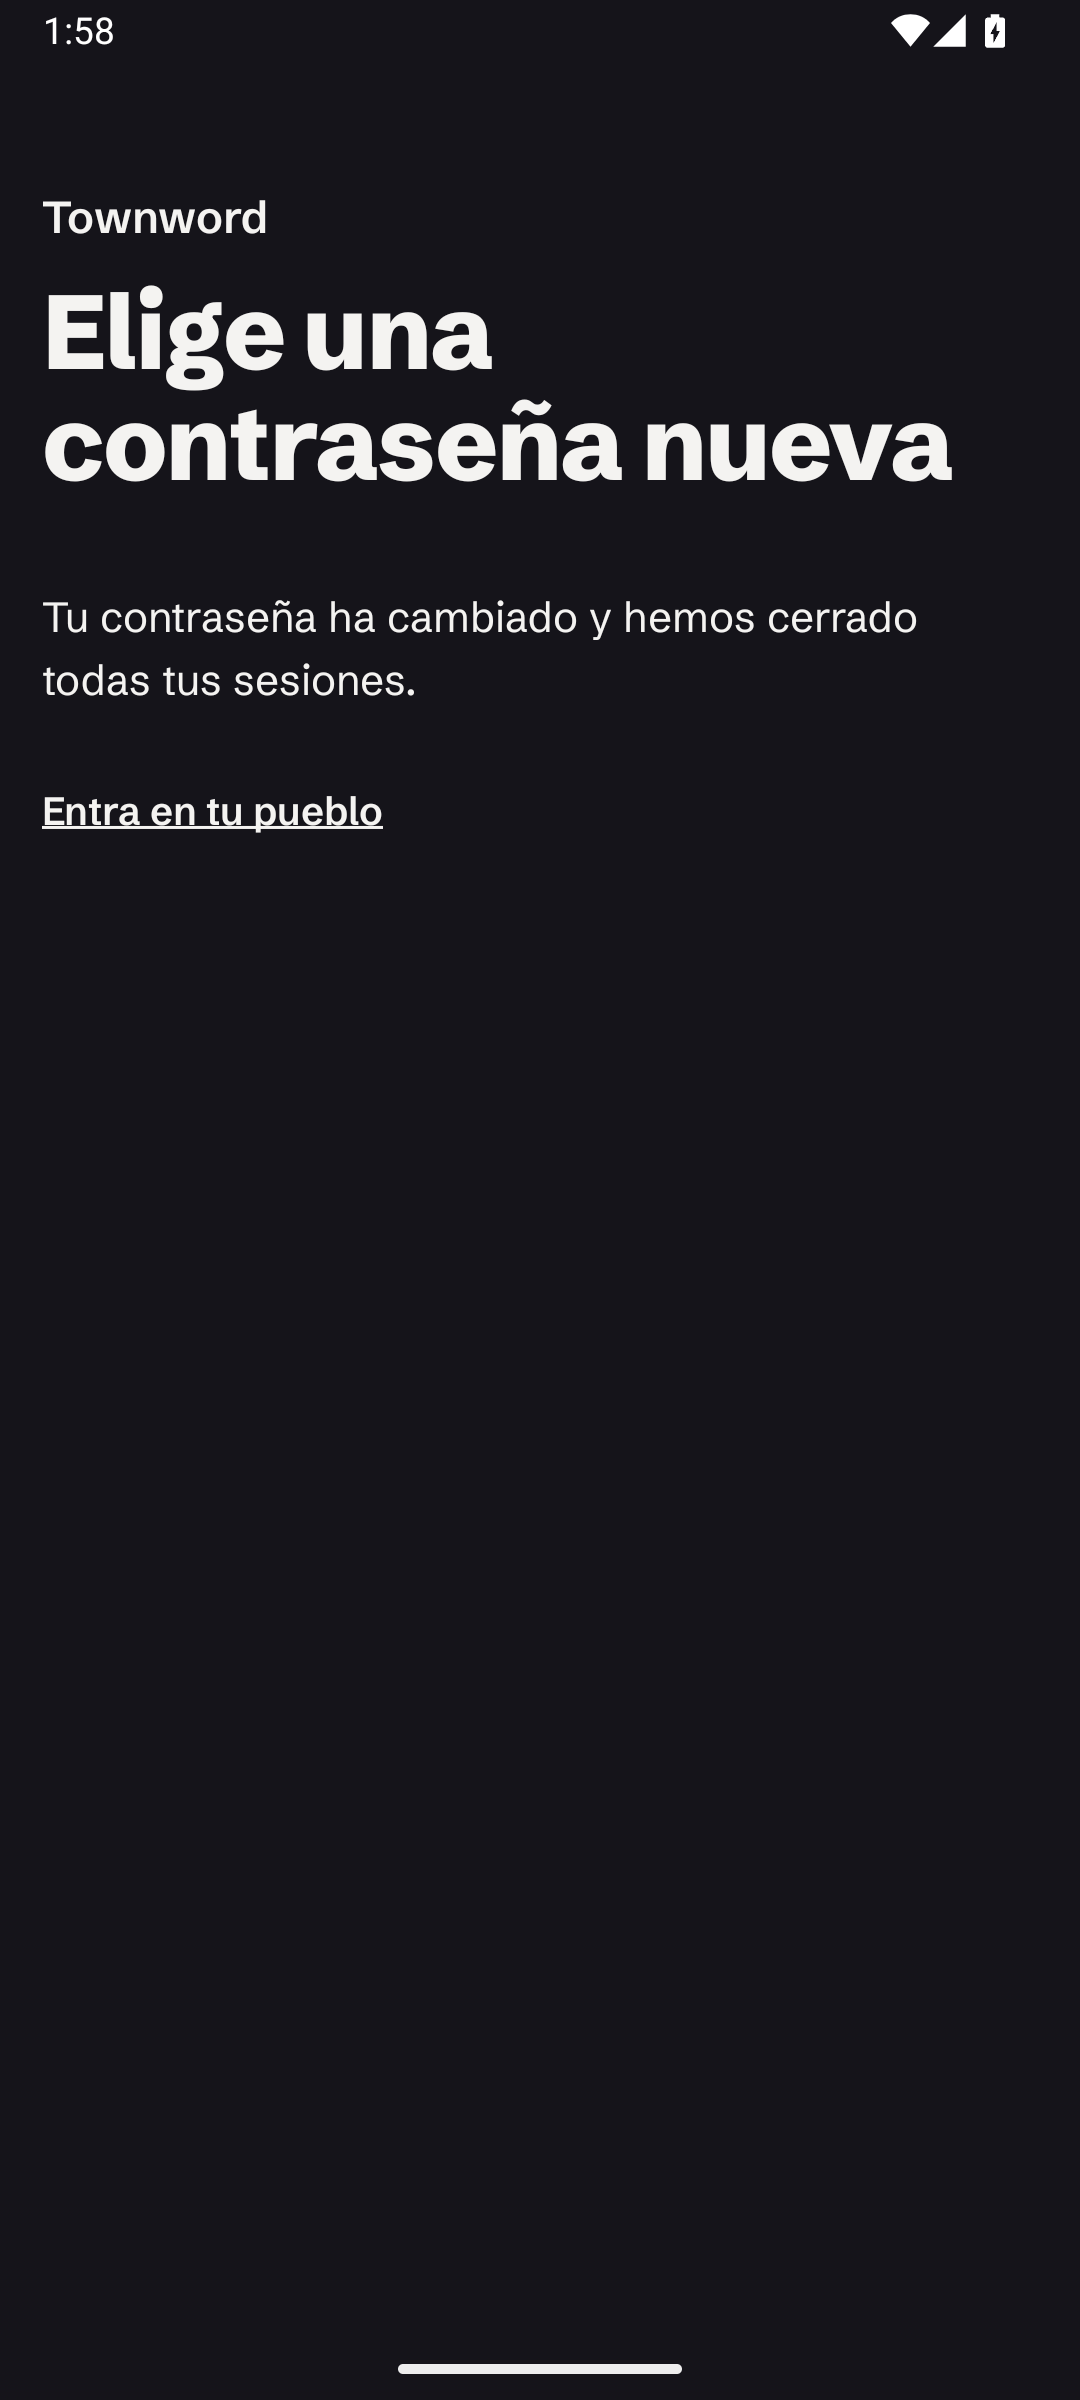 1:58
Townword
Elige una
contraseña nueva
Tu contraseña ha cambiado y hemos cerrado
todas tus sesiones.
Entra en tu pueblo